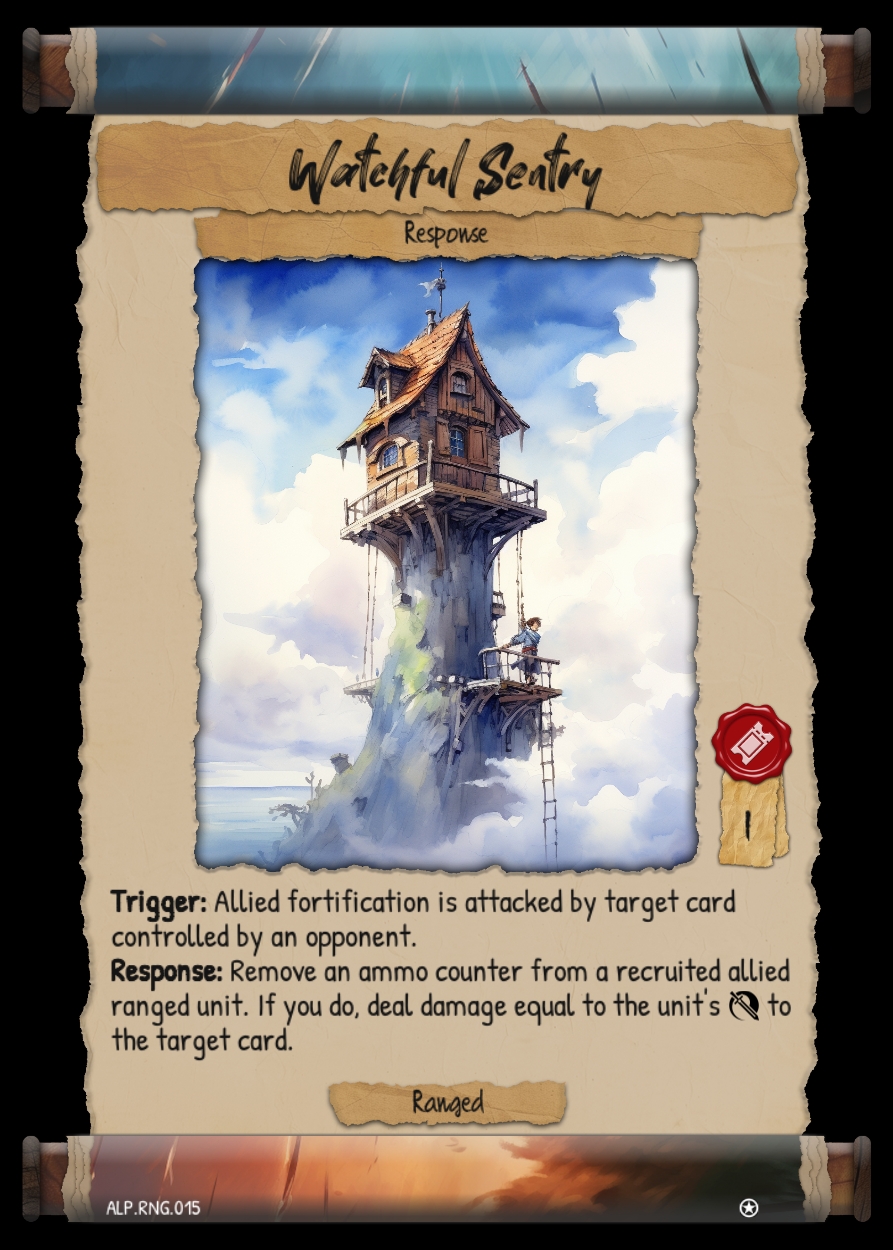 Watchful Sentry
Response
1
Trigger: Allied fortification is attacked by target card
controlled by an opponent.
Response: Remove an ammo counter from a recruited allied
ranged unit. If you do, deal damage equal to the unit's to
the target card.
Ranged
ALP.RNG.015